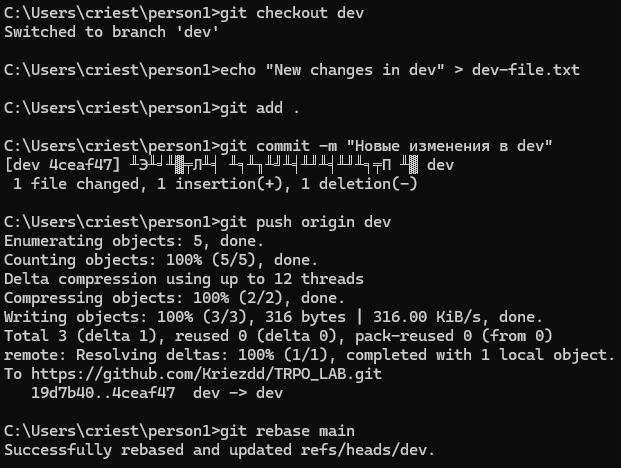 C:\Users\criest\person1>git checkout dev
Switched to branch 'dev'
C:\Users\criest\person1>echo "New changes in dev" > dev-file.txt
C:\Users\criest\person1>git add .
C:\Users\criest\person1>git commit -m "Новые изменения в dev"
[dev 4ceaf47] dev
1 file changed, 1 insertion(+), 1 deletion(-)
C:\Users\criest\person1>git push origin dev
Enumerating objects: 5, done.
Counting objects: 100% (5/5), done.
Delta compression using up to 12 threads
Compressing objects: 100% (2/2), done.
Writing objects: 100% (3/3), 316 bytes | 316.00 KiB/s, done.
Total 3 (delta 1), reused 0 (delta 0), pack-reused 0 (from 0)
remote: Resolving deltas: 100% (1/1), completed with 1 local object.
To https://github.com/Kriezdd/TRPO_LAB.git
19d7b40..4ceaf47  dev -> dev
C:\Users\criest\person1>git rebase main
Successfully rebased and updated refs/heads/dev.